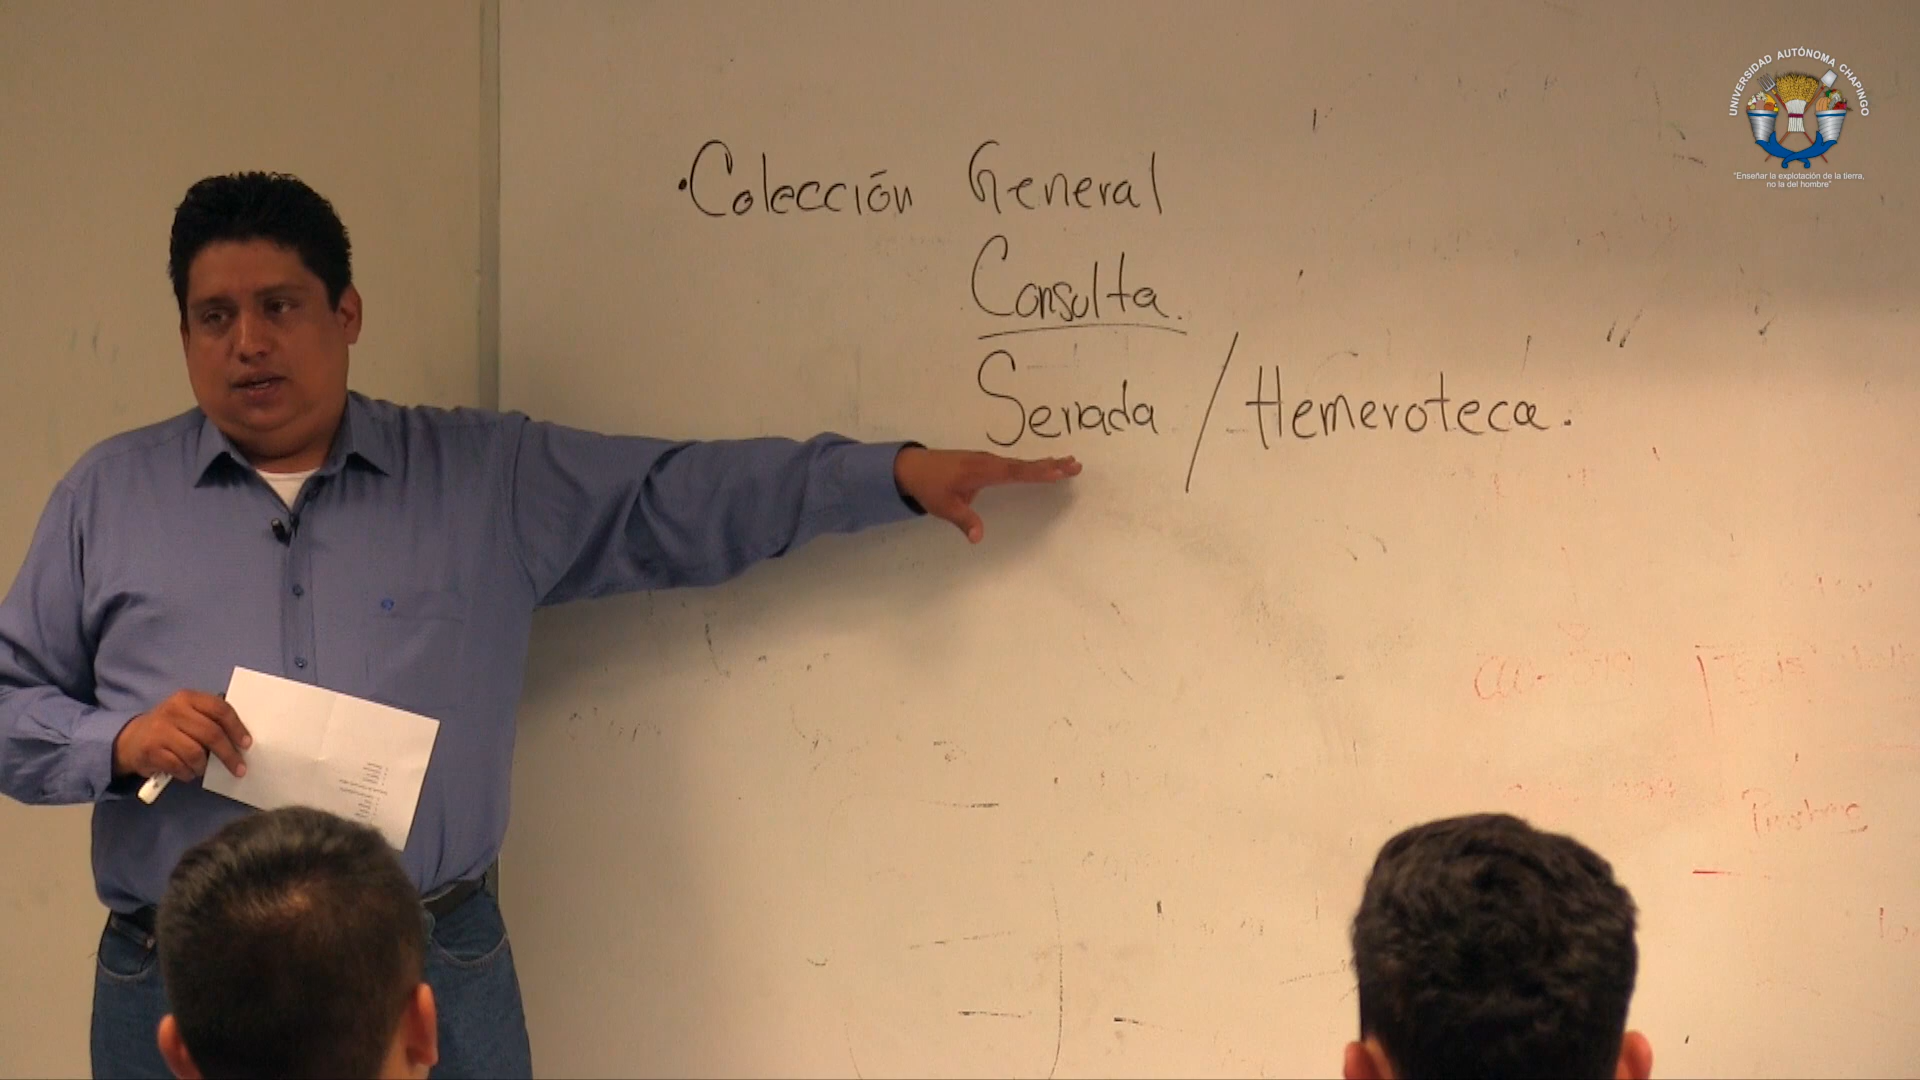 UNIVERSIDAD AUTÓNOMA CHAPINGO
"Enseñar la explotación de la tierra,
no la del hombre"
•Colección General
Consulta.
Seriada / Hemeroteca.